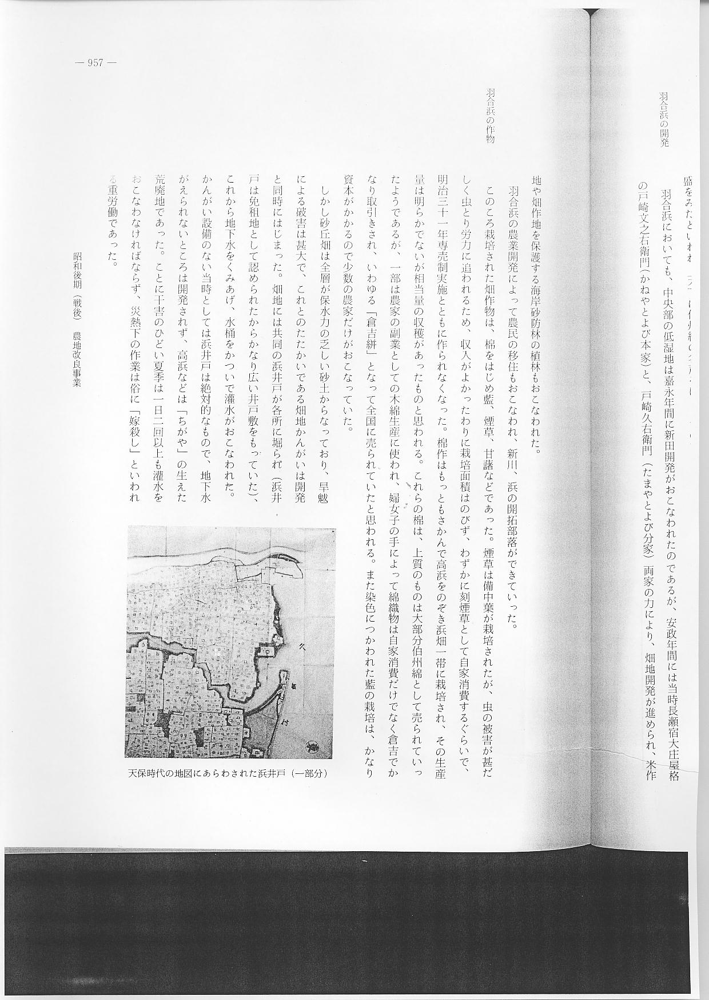 羽合浜の開発
盛をみたといわれ
羽合浜においても、中央部の低湿地は嘉永年間に新田開発がおこなわれたのであるが、安政年間には当時長瀬宿大庄屋格
の戸崎文之右衛門(かねやとよび本家)と、戸崎久右衛門(たまやとよび分家)両家の力により、畑地開発が進められ、米作
地や畑作地を保護する海岸砂防林の植林もおこなわれた。
羽合浜の農業開発によって農民の移住もおこなわれ、新川、浜の開拓部落ができていった。
羽合浜の作物
このころ栽培された畑作物は、棉をはじめ藍、煙草、甘藷などであった。煙草は備中葉が栽培されたが、虫の被害が甚だ
しく虫とり労力に追われるため、収入がよかったわりに栽培面積はのびず、わずかに刻煙草として自家消費するぐらいで、
明治三十一年専売制実施とともに作られなくなった。棉作はもっともさかんで高浜をのぞき浜畑一帯に栽培され、その生産
量は明らかでないが相当量の収穫があったものと思われる。これらの棉は、上質のものは大部分伯州綿として売られていっ
たようであるが、一部は農家の副業としての木綿生産に使われ、婦女子の手によって綿織物は自家消費だけでなく倉吉でか
なり取引きされ、いわゆる「倉吉絣」となって全国に売られていたと思われる。また染色につかわれた藍の栽培は、かなり
資本がかかるので少数の農家だけがおこなっていた。
しかし砂丘畑は全層が保水力の乏しい砂土からなっており、旱魃
による破害は甚大で、これとのたたかいである畑地かんがいは開発
と同時にはじまった。畑地には共同の浜井戸が各所に堀られ(浜井
戸は免租地として認められたからかなり広い井戸敷をもっていた)、
これから地下水をくみあげ、水桶をかついで灌水がおこなわれた。
かんがい設備のない当時としては浜井戸は絶対的なもので、地下水
がえられないところは開発されず、高浜などは「ちがや」の生えた
荒廃地であった。ことに干害のひどい夏季は一日二回以上も灌水を
おこなわなければならず、災熱下の作業は俗に「嫁殺し」といわれ
る重労働であった。
久
村
天保時代の地図にあらわされた浜井戸(一部分)
昭和後期(戦後) 農地改良事業
— 957 —